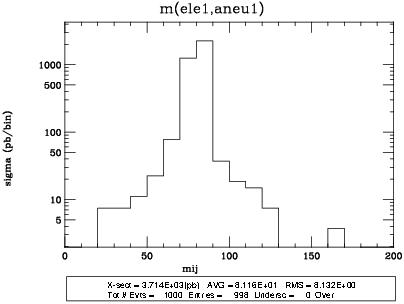 m(ele1,aneu1)
sigma (pb/bin)
1000
500
100
50
10
5
0 50 100 150 200
mij
X-sect = 3.714E+03(pb) AVG = 8.116E+01 RMS = 8.132E+00
Tot # Evts = 1000 Entries = 998 Undersc = 0 Over